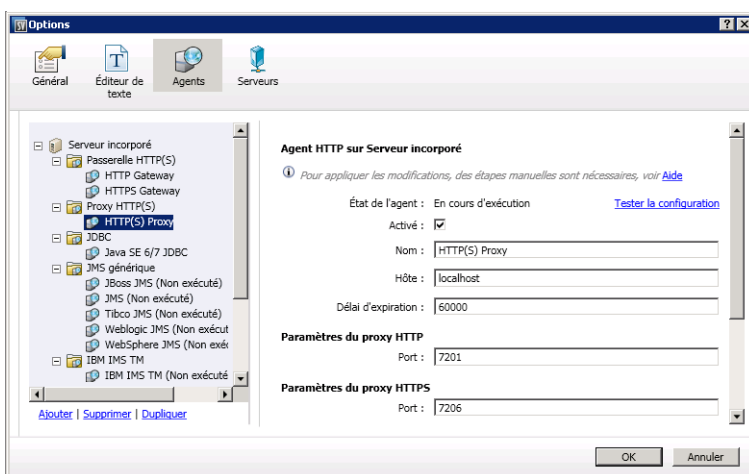 SV Options
Général
Éditeur de texte
Agents
Serveurs
Serveur incorporé
Passerelle HTTP(S)
HTTP Gateway
HTTPS Gateway
Proxy HTTP(S)
HTTP(S) Proxy
JDBC
Java SE 6/7 JDBC
JMS générique
JBoss JMS (Non exécuté)
JMS (Non exécuté)
Tibco JMS (Non exécuté)
Weblogic JMS (Non exécut
WebSphere JMS (Non exé
IBM IMS TM
IBM IMS TM (Non exécuté
Ajouter | Supprimer | Dupliquer
Agent HTTP sur Serveur incorporé
Pour appliquer les modifications, des étapes manuelles sont nécessaires, voir Aide
État de l'agent : En cours d'exécution Tester la configuration
Activé :
Nom : HTTP(S) Proxy
Hôte : localhost
Délai d'expiration : 60000
Paramètres du proxy HTTP
Port : 7201
Paramètres du proxy HTTPS
Port : 7206
OK Annuler